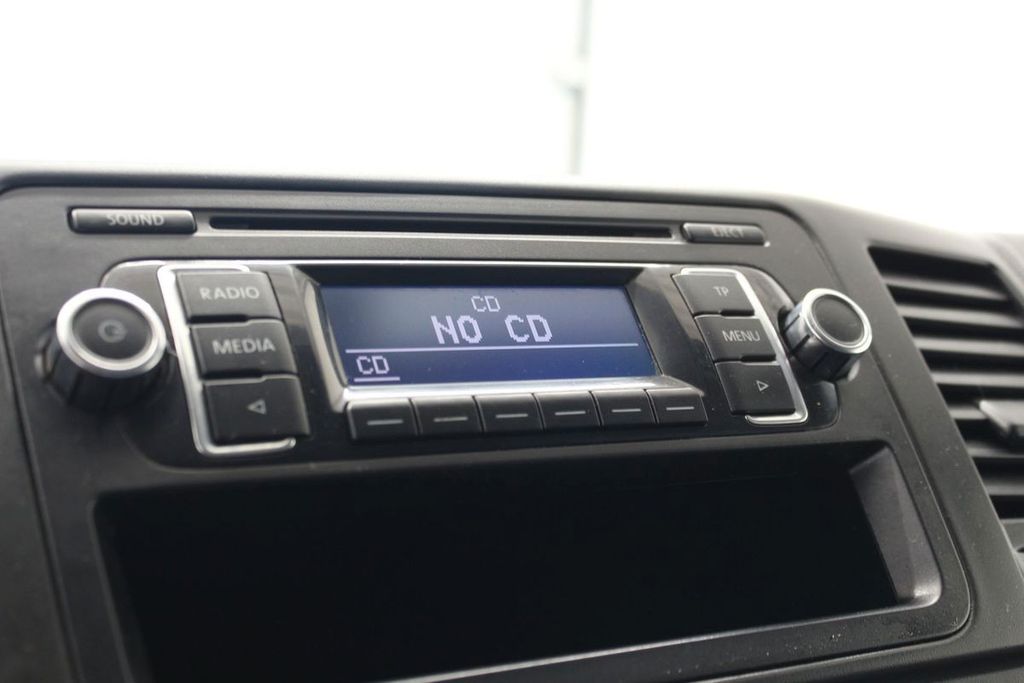 SOUND
EJECT
RADIO
CD
TP
NO CD
MEDIA
MENU
CD